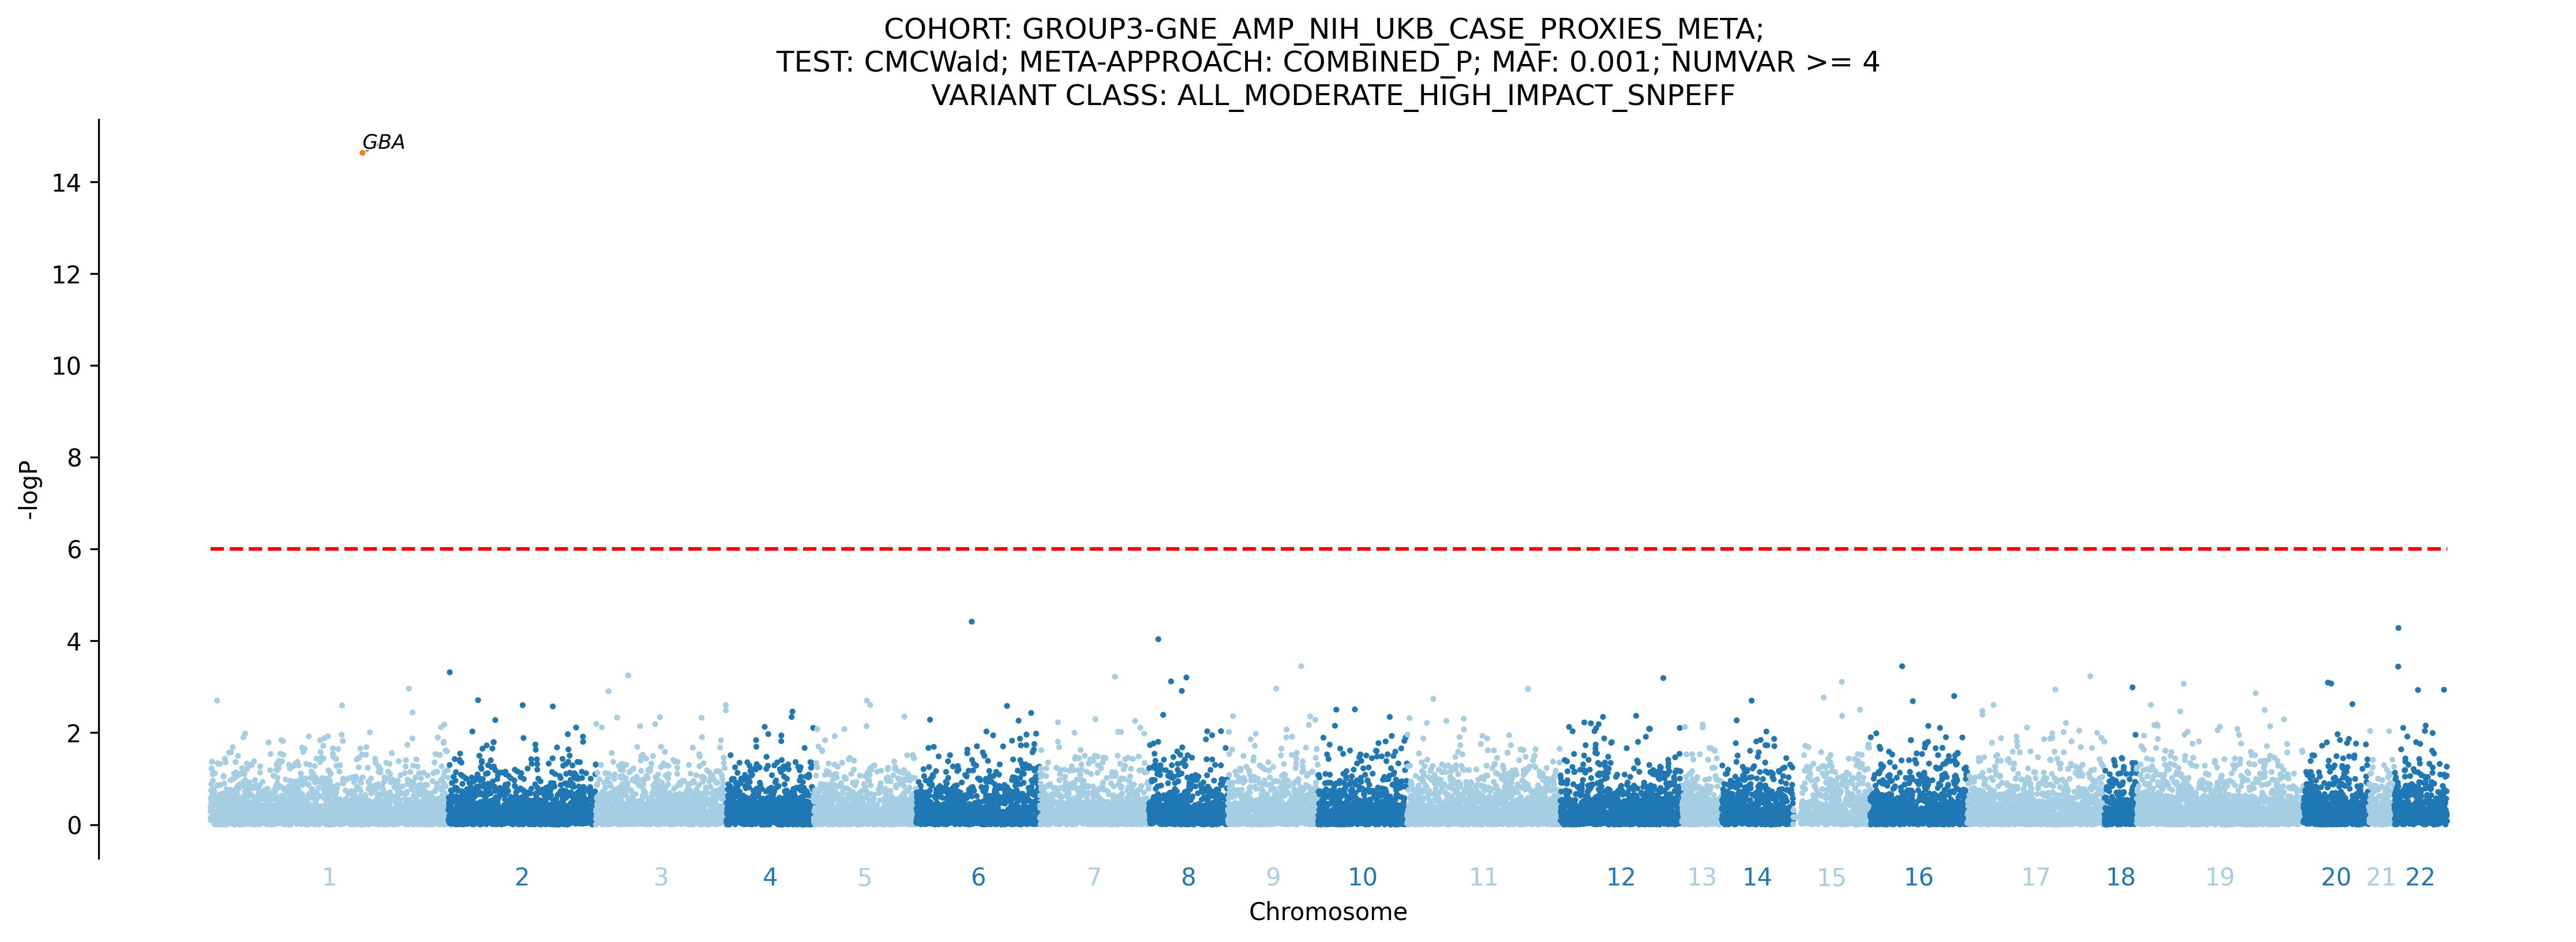 COHORT: GROUP3-GNE_AMP_NIH_UKB_CASE_PROXIES_META;
TEST: CMCWald; META-APPROACH: COMBINED_P; MAF: 0.001; NUMVAR >= 4
VARIANT CLASS: ALL_MODERATE_HIGH_IMPACT_SNPEFF
GBA
14
12
10
8
6
4
2
0
-logP
1 2 3 4 5 6 7 8 9 10 11 12 13 14 15 16 17 18 19 20 21 22
Chromosome